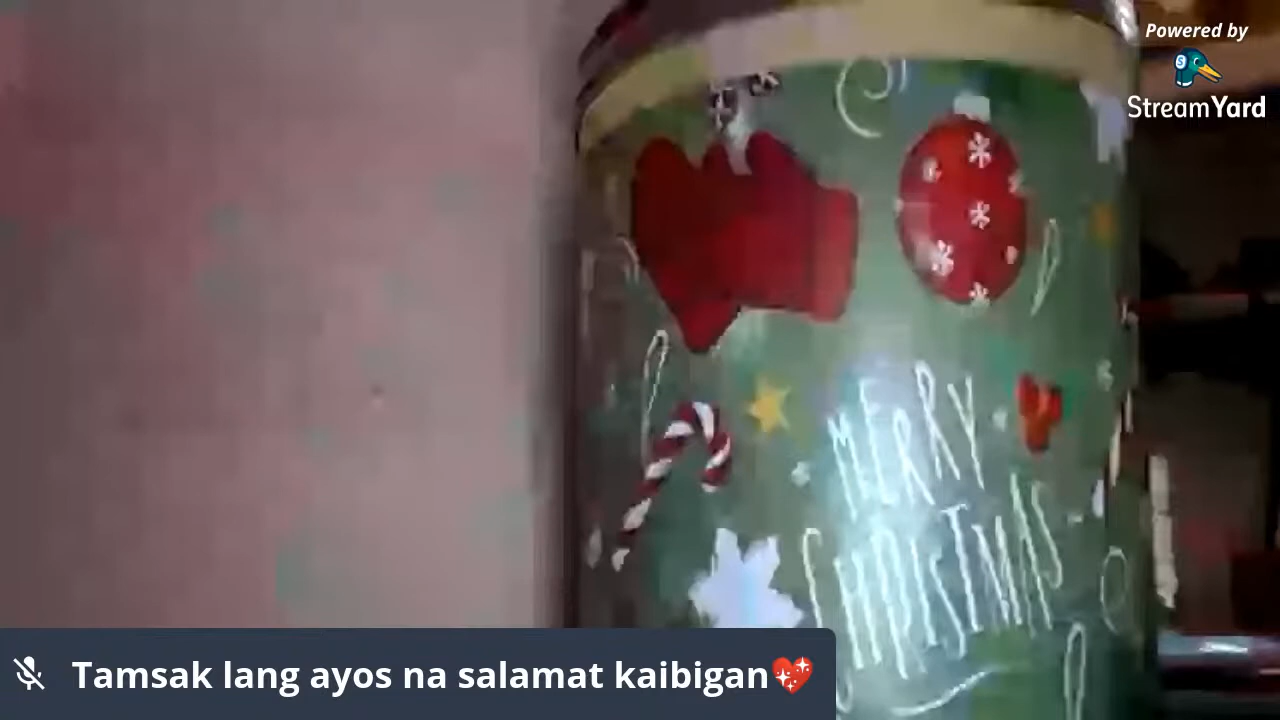 Powered by
StreamYard
MERRY
CHRISTMAS
Tamsak lang ayos na salamat kaibigan💖